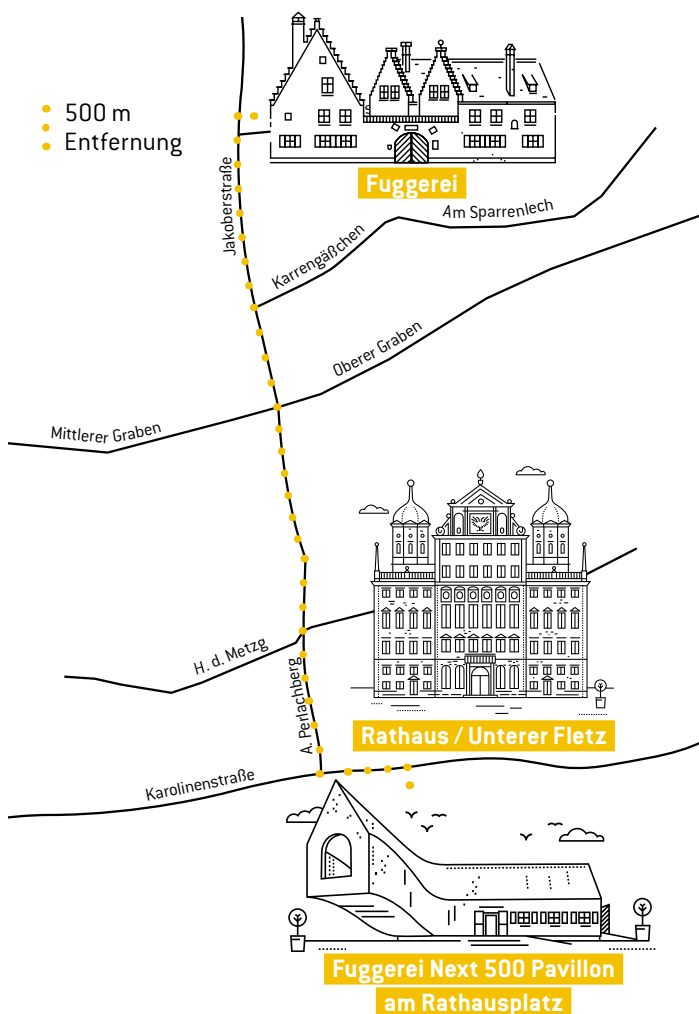 500 m
Entfernung
Fuggerei
Jakoberstraße
Am Sparrenlech
Karrengäßchen
Oberer Graben
Mittlerer Graben
H. d. Metzg
A. Perlachberg
Rathaus / Unterer Fletz
Karolinenstraße
Fuggerei Next 500 Pavillon
am Rathausplatz